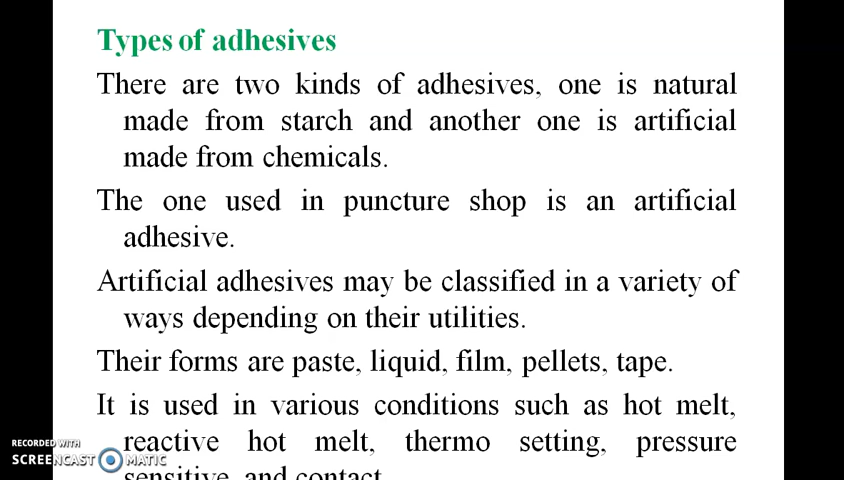 Types of adhesives
There are two kinds of adhesives, one is natural
made from starch and another one is artificial
made from chemicals.
The one used in puncture shop is an artificial
adhesive.
Artificial adhesives may be classified in a variety of
ways depending on their utilities.
Their forms are paste, liquid, film, pellets, tape.
It is used in various conditions such as hot melt,
reactive hot melt, thermo setting, pressure
sensitive, and contact
RECORDED WITH
SCREENCAST MATIC